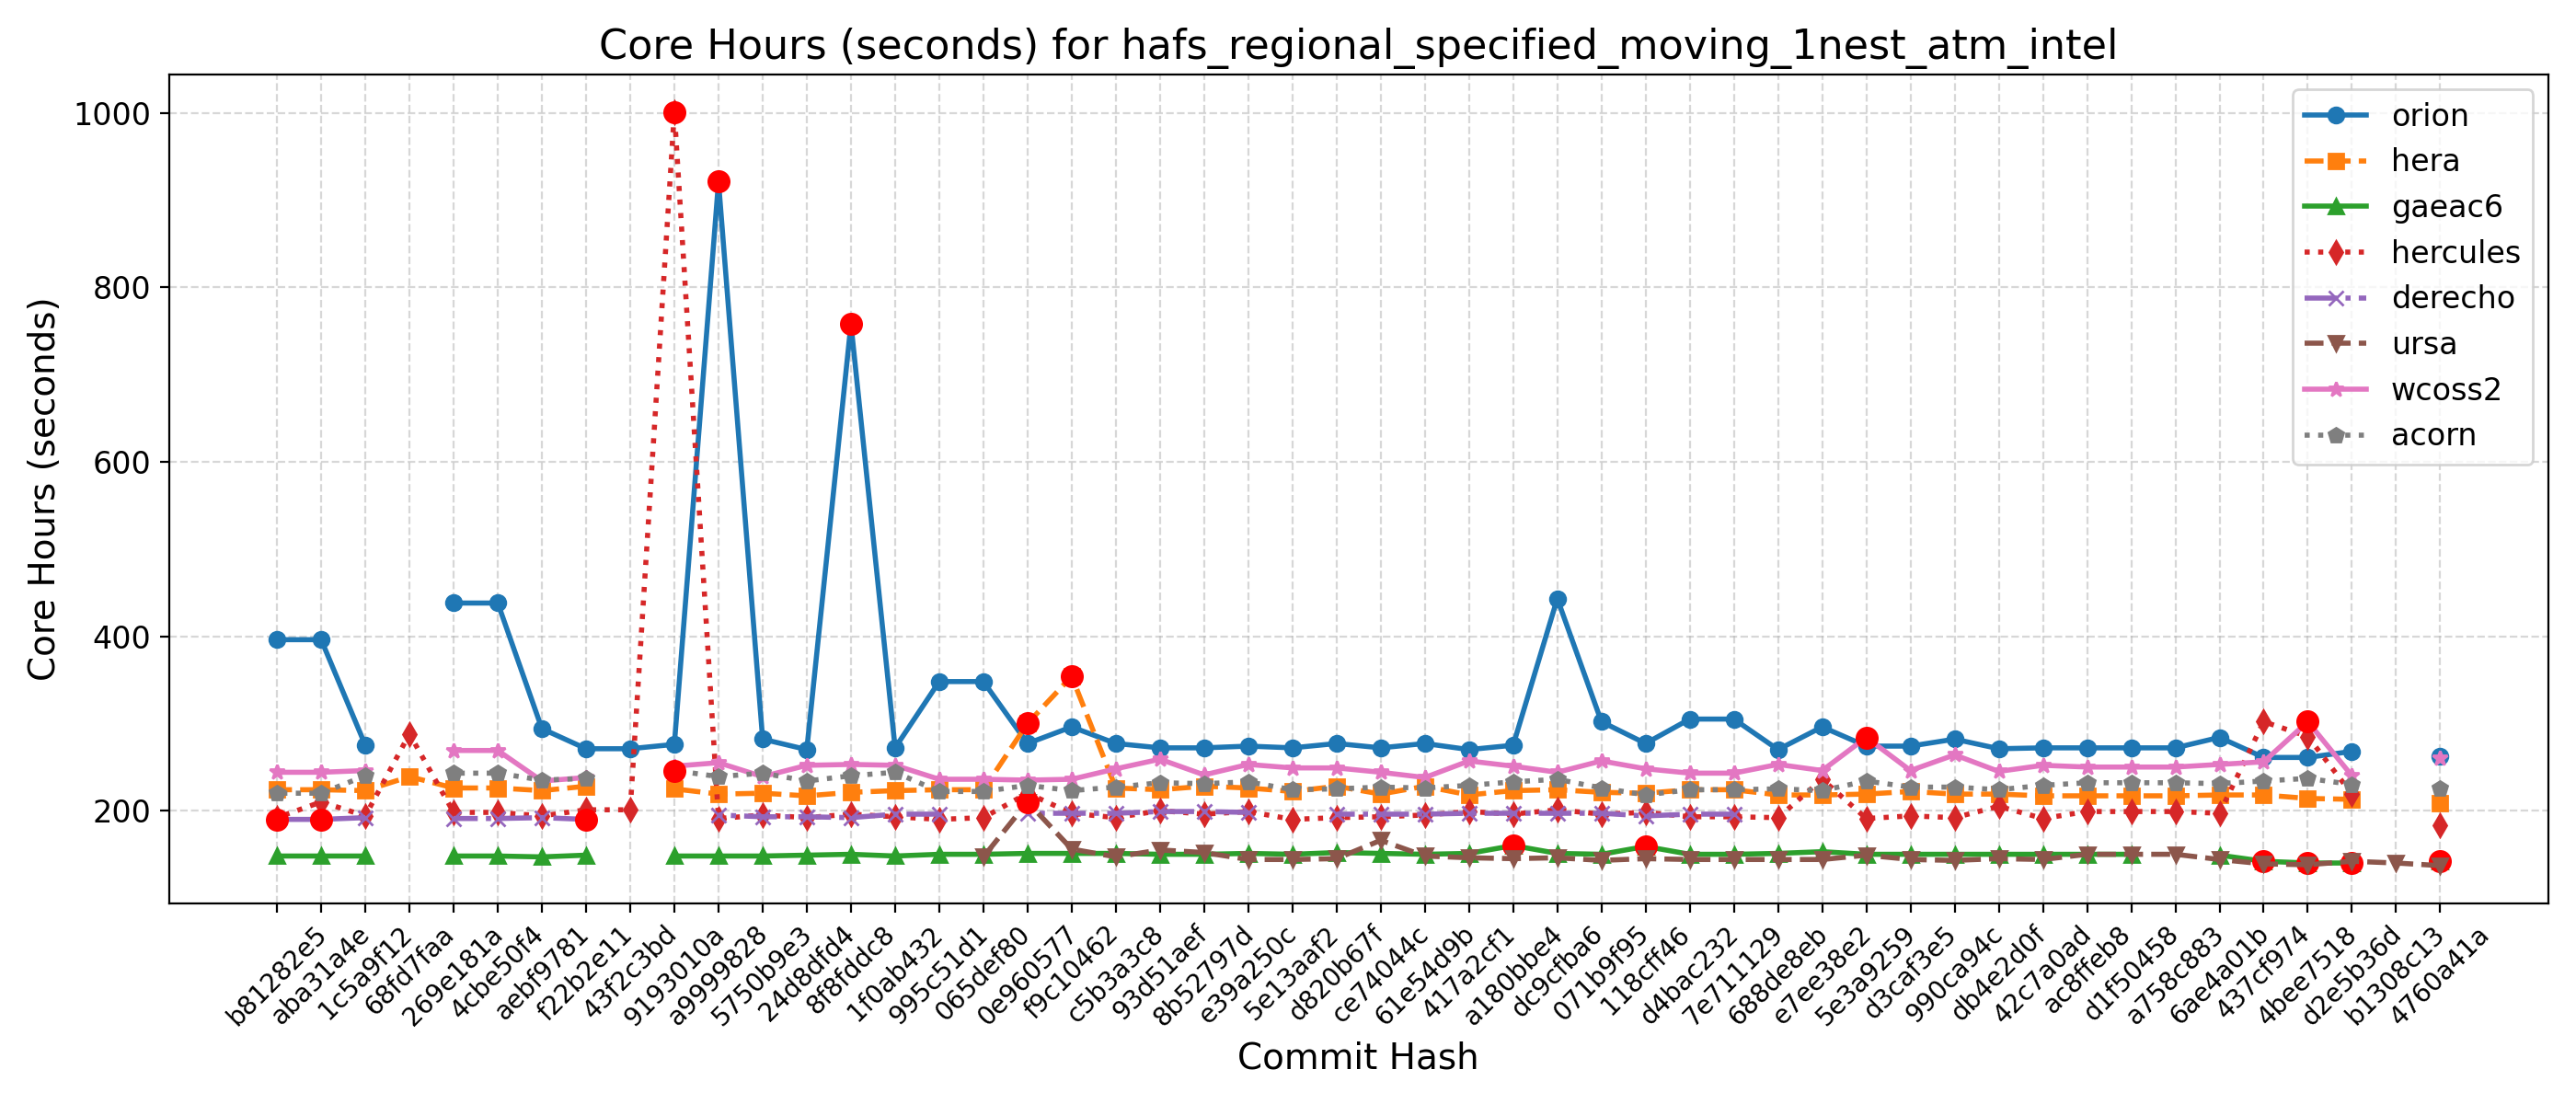 Core Hours (seconds) for hafs_regional_specified_moving_1nest_atm_intel
Core Hours (seconds)
1000
800
600
400
200
orion
hera
gaeac6
hercules
derecho
ursa
wcoss2
acorn
b81282e5
aba31a4e
1c5a9f12
68fd7faa
269e181a
4cbe50f4
aebf9781
f22b2e11
43f2c3bd
9193010a
a9999828
5750b9e3
24d8dfd4
8f8fddc8
1f0ab432
995c51d1
065def80
0e960577
f9c10462
c5b3a3c8
93d51aef
8b52797d
e39a250c
5e13aaf2
d820b67f
ce74044c
61e54d9b
417a2cf1
a180bbe4
dc9cfba6
071b9f95
118cff46
d4bac232
7e711129
688de8eb
e7ee38e2
5e3a9259
d3caf3e5
990ca94c
db4e2d0f
42c7a0ad
ac8ffeb8
d1f50458
a758c883
6ae4a01b
437cf974
4bee7518
d2e5b36d
b1308c13
4760a41a
Commit Hash